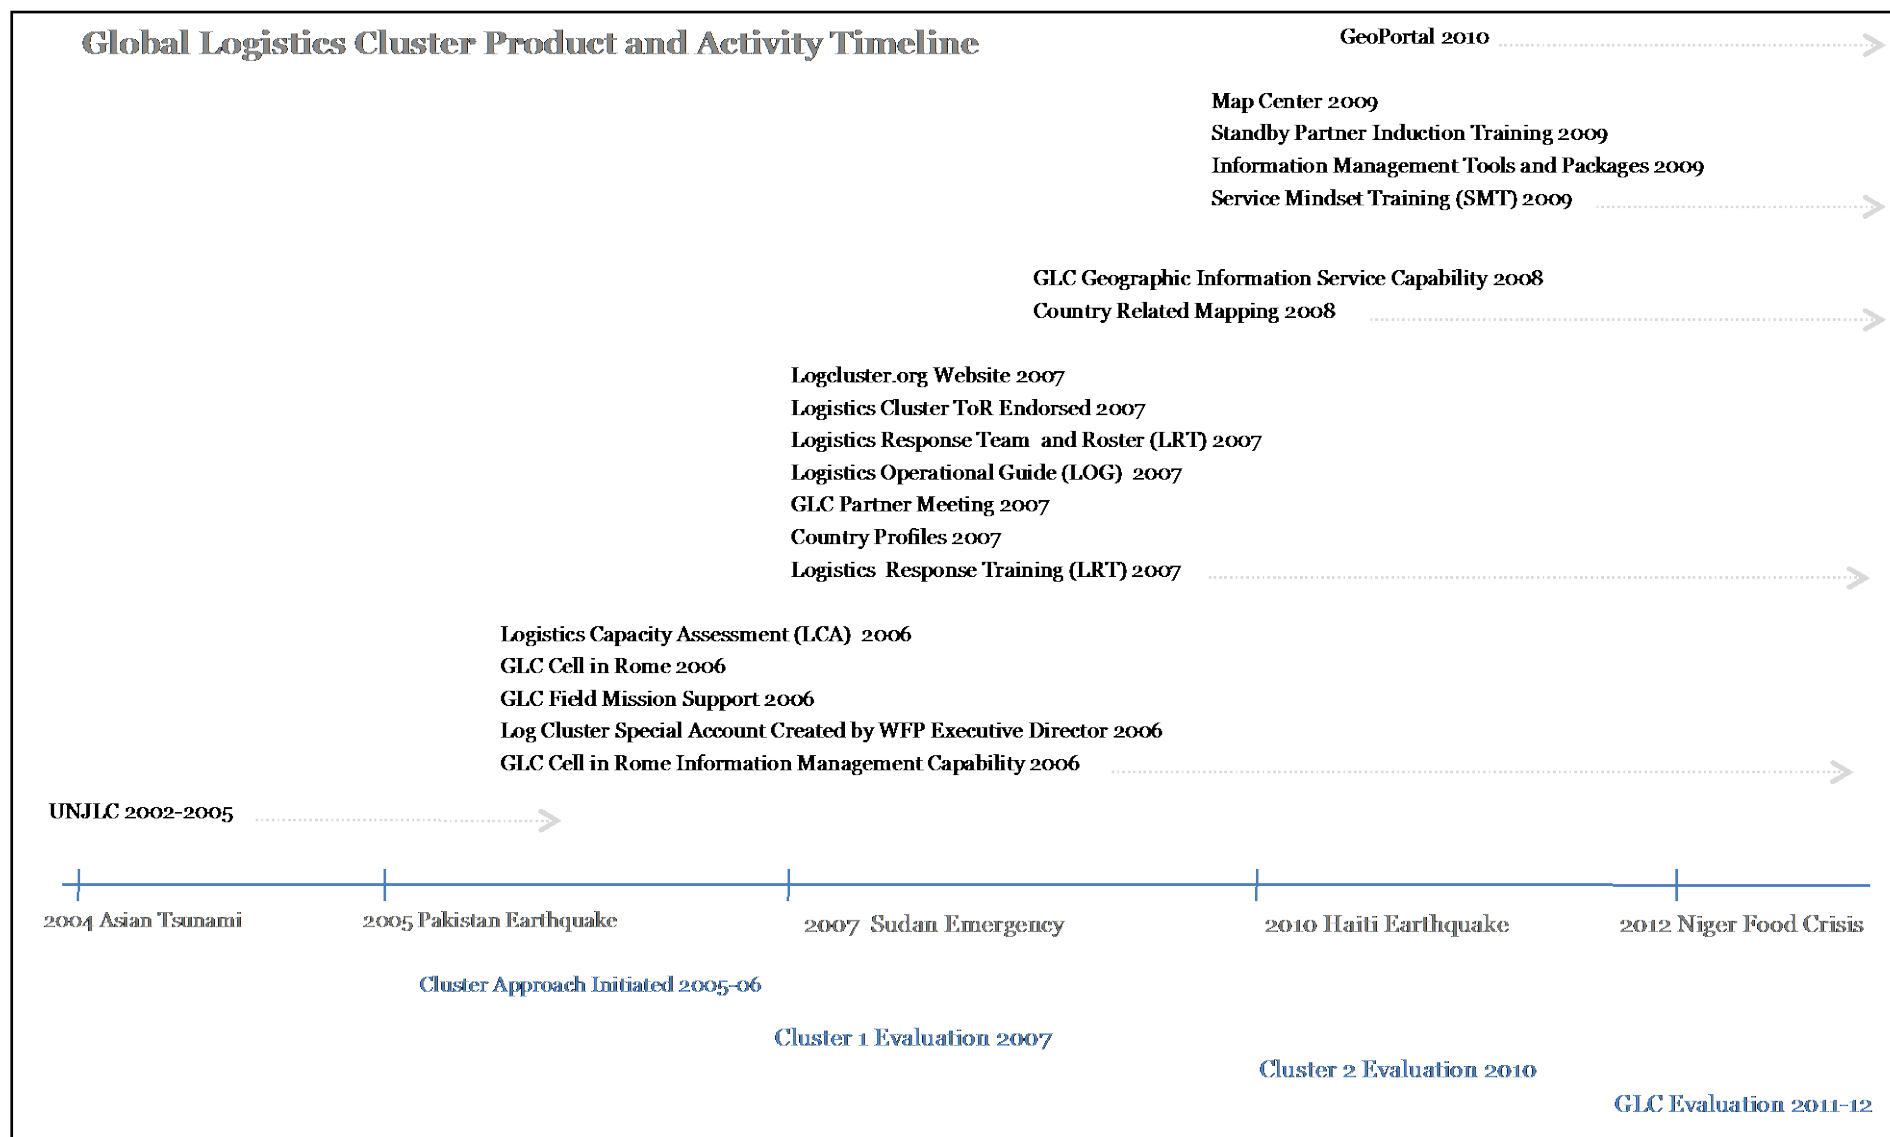 Global Logistics Cluster Product and Activity Timeline
GeoPortal 2010
Map Center 2009
Standby Partner Induction Training 2009
Information Management Tools and Packages 2009
Service Mindset Training (SMT) 2009
GLC Geographic Information Service Capability 2008
Country Related Mapping 2008
Logcluster.org Website 2007
Logistics Cluster ToR Endorsed 2007
Logistics Response Team and Roster (LRT) 2007
Logistics Operational Guide (LOG) 2007
GLC Partner Meeting 2007
Country Profiles 2007
Logistics Response Training (LRT) 2007
Logistics Capacity Assessment (LCA) 2006
GLC Cell in Rome 2006
GLC Field Mission Support 2006
Log Cluster Special Account Created by WFP Executive Director 2006
GLC Cell in Rome Information Management Capability 2006
UNJLC 2002-2005
2004 Asian Tsunami
2005 Pakistan Earthquake
2007 Sudan Emergency
2010 Haiti Earthquake
2012 Niger Food Crisis
Cluster Approach Initiated 2005-06
Cluster 1 Evaluation 2007
Cluster 2 Evaluation 2010
GLC Evaluation 2011-12